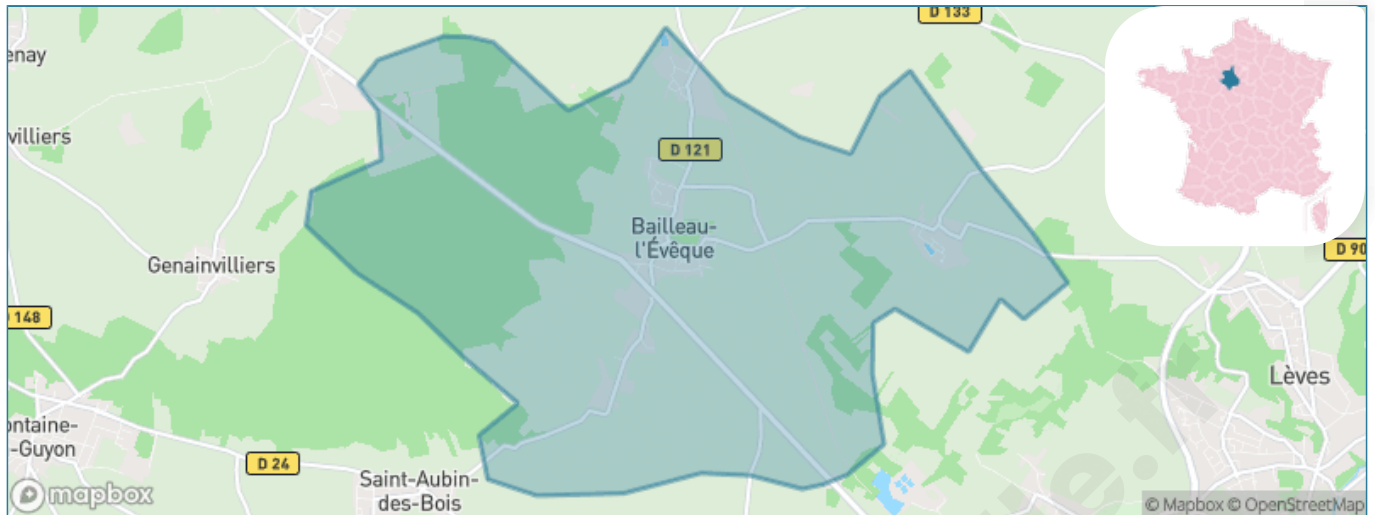 D 133
enay
villiers
D 121
Bailleau-
l'Évêque
Genainvilliers
D 90
148
Lèves
ontaine-
-Guyon
D 24
Saint-Aubin-
des-Bois
mapbox
© Mapbox © OpenStreetMap